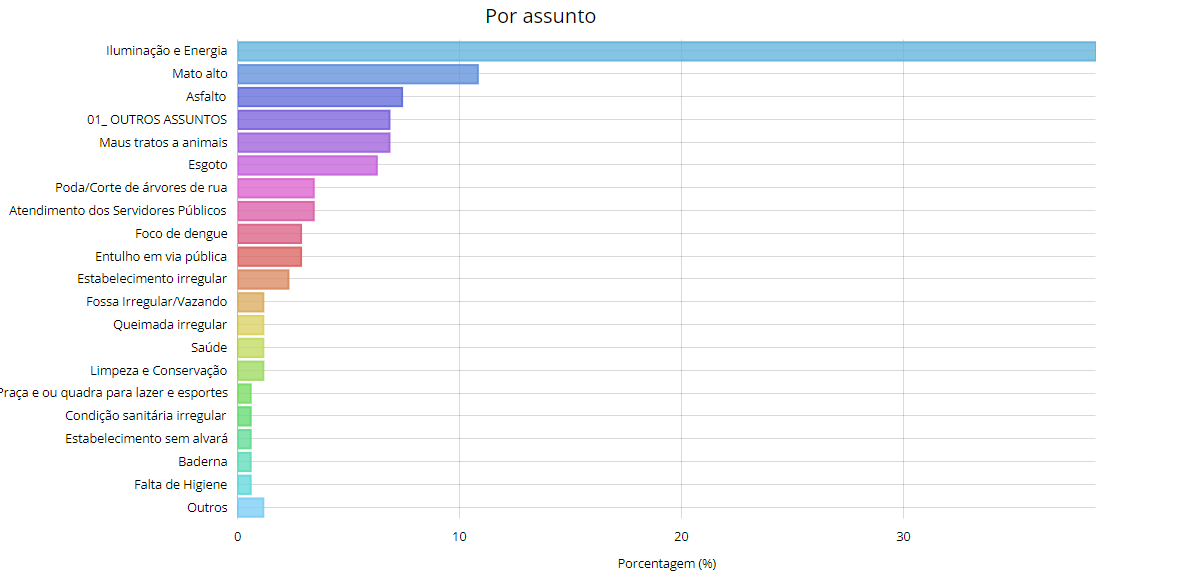 Por assunto
Iluminação e Energia
Mato alto
Asfalto
01_ OUTROS ASSUNTOS
Maus tratos a animais
Esgoto
Poda/Corte de árvores de rua
Atendimento dos Servidores Públicos
Foco de dengue
Entulho em via pública
Estabelecimento irregular
Fossa Irregular/Vazando
Queimada irregular
Saúde
Limpeza e Conservação
Praça e ou quadra para lazer e esportes
Condição sanitária irregular
Estabelecimento sem alvará
Baderna
Falta de Higiene
Outros
0 10 20 30
Porcentagem (%)